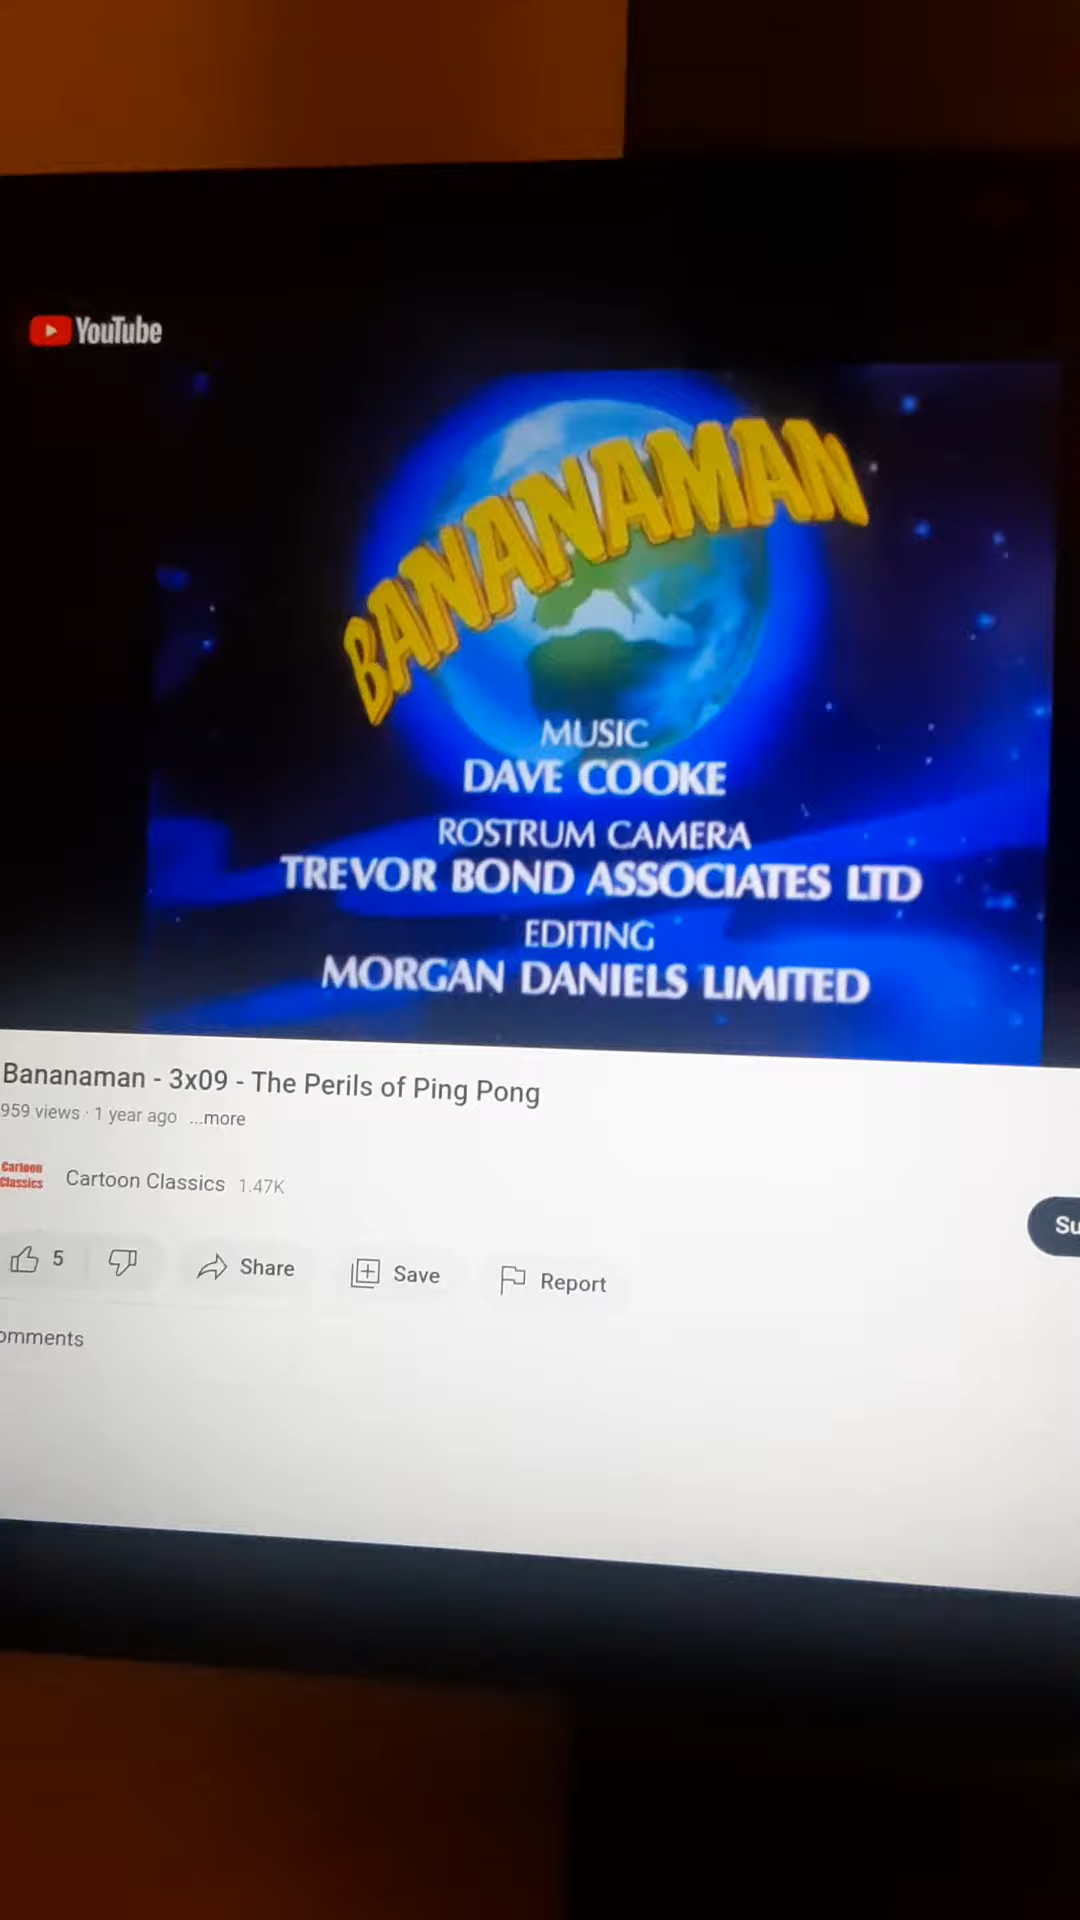 YouTube
BANANAMAN
MUSIC
DAVE COOKE
ROSTRUM CAMERA
TREVOR BOND ASSOCIATES LTD
EDITING
MORGAN DANIELS LIMITED
Bananaman - 3x09 - The Perils of Ping Pong
959 views · 1 year ago ...more
Cartoon
Classics
Cartoon Classics 1.47K
Su
5
Share
Save
Report
omments